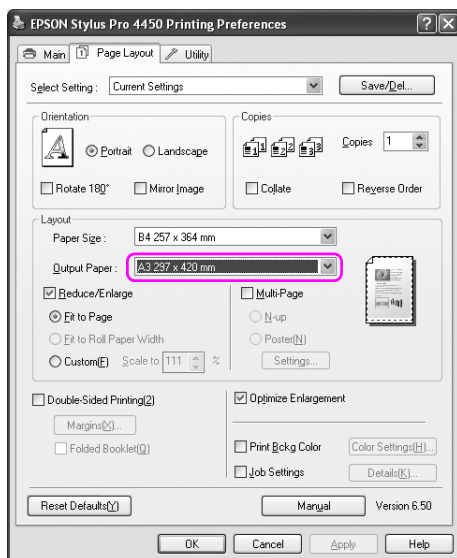 EPSON Stylus Pro 4450 Printing Preferences
Main
Page Layout
Utility
Select Setting :
Current Settings
Save/Del...
Orientation
A
Portrait
Landscape
Rotate 180°
Mirror Image
Copies
Copies
1
Collate
Reverse Order
Layout
Paper Size :
B4 257 x 364 mm
Output Paper :
A3 297 x 420 mm
Reduce/Enlarge
Fit to Page
Fit to Roll Paper Width
Custom(F)
Scale to
111
%
Multi-Page
N-up
Poster(N)
Settings...
Double-Sided Printing(2)
Margins(X)...
Folded Booklet(Q)
Optimize Enlargement
Print Bckg Color
Color Settings(H)...
Job Settings
Details(K)...
Reset Defaults(Y)
Manual
Version 6.50
OK
Cancel
Apply
Help